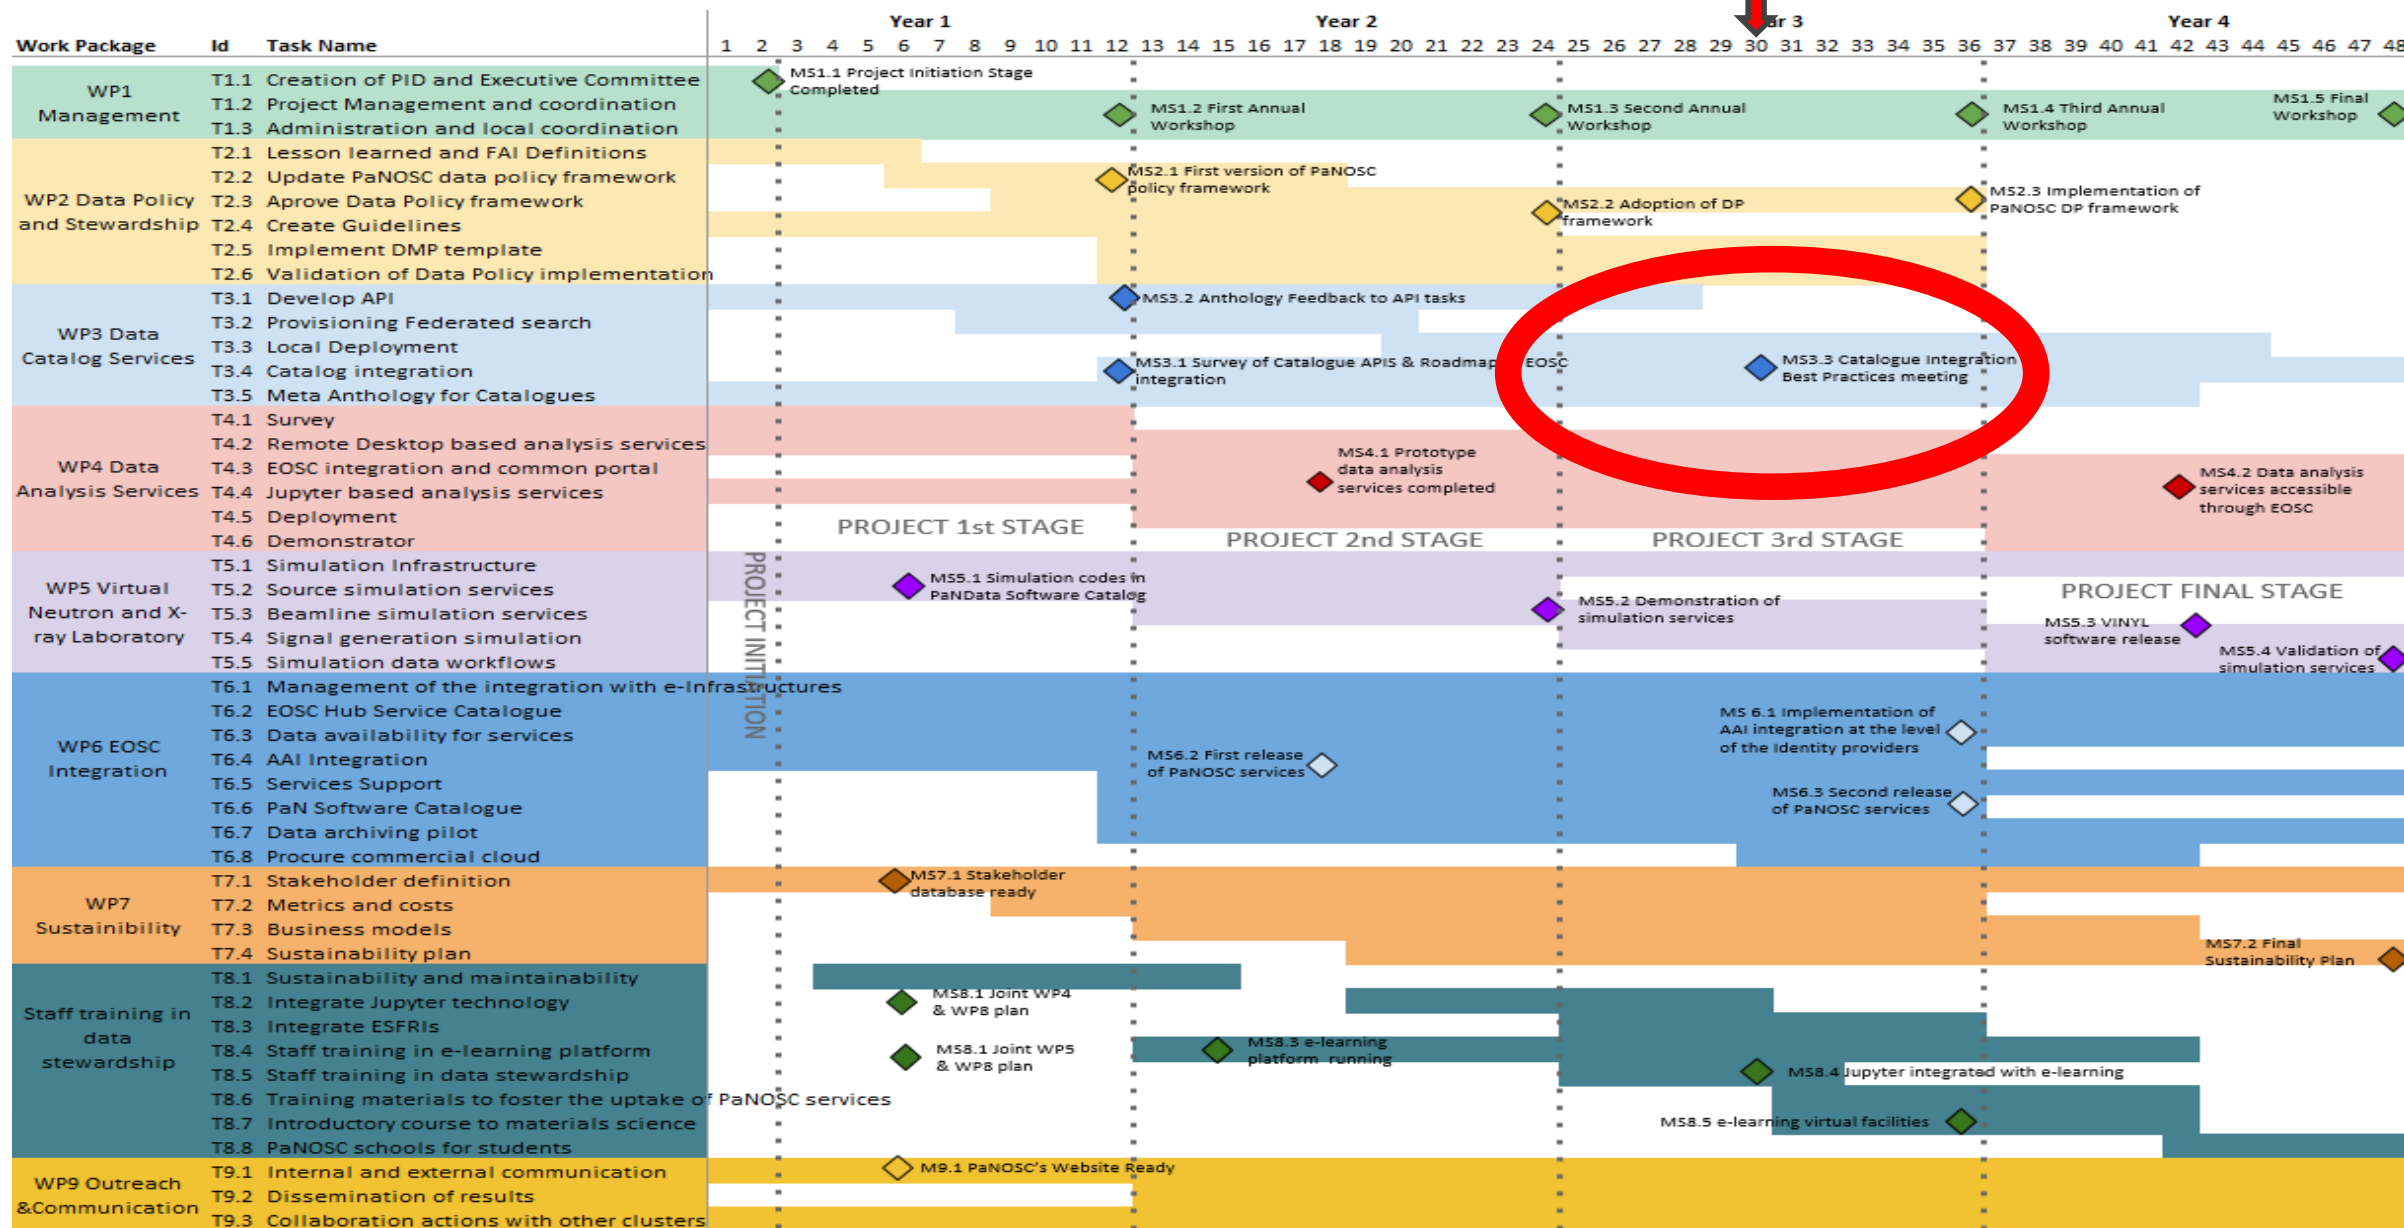 Year 1 Year 2 ar 3 Year 4
Work Package Id Task Name 1 2 3 4 5 6 7 8 9 10 11 12 13 14 15 16 17 18 19 20 21 22 23 24 25 26 27 28 29 30 31 32 33 34 35 36 37 38 39 40 41 42 43 44 45 46 47 48
WP1
Management
T1.1 Creation of PID and Executive Committee
T1.2 Project Management and coordination
T1.3 Administration and local coordination
MS1.1 Project Initiation Stage
Completed
MS1.2 First Annual
Workshop
MS1.3 Second Annual
Workshop
MS1.4 Third Annual
Workshop
MS1.5 Final
Workshop
WP2 Data Policy
and Stewardship
T2.1 Lesson learned and FAI Definitions
T2.2 Update PaNOSC data policy framework
T2.3 Aprove Data Policy framework
T2.4 Create Guidelines
T2.5 Implement DMP template
T2.6 Validation of Data Policy implementation
MS2.1 First version of PaNOSC
policy framework
MS2.2 Adoption of DP
framework
MS2.3 Implementation of
PaNOSC DP framework
WP3 Data
Catalog Services
T3.1 Develop API
T3.2 Provisioning Federated search
T3.3 Local Deployment
T3.4 Catalog integration
T3.5 Meta Anthology for Catalogues
MS3.2 Anthology Feedback to API tasks
MS3.1 Survey of Catalogue APIS & Roadmap EOSC
integration
MS3.3 Catalogue Integration
Best Practices meeting
WP4 Data
Analysis Services
T4.1 Survey
T4.2 Remote Desktop based analysis services
T4.3 EOSC integration and common portal
T4.4 Jupyter based analysis services
T4.5 Deployment
T4.6 Demonstrator
MS4.1 Prototype
data analysis
services completed
MS4.2 Data analysis
services accessible
through EOSC
PROJECT INITIATION
PROJECT 1st STAGE
PROJECT 2nd STAGE
PROJECT 3rd STAGE
PROJECT FINAL STAGE
WP5 Virtual
Neutron and X-
ray Laboratory
T5.1 Simulation Infrastructure
T5.2 Source simulation services
T5.3 Beamline simulation services
T5.4 Signal generation simulation
T5.5 Simulation data workflows
MS5.1 Simulation codes in
PaNData Software Catalog
MS5.2 Demonstration of
simulation services
MS5.3 VINYL
software release
MS5.4 Validation of
simulation services
WP6 EOSC
Integration
T6.1 Management of the integration with e-Infrastructures
T6.2 EOSC Hub Service Catalogue
T6.3 Data availability for services
T6.4 AAI Integration
T6.5 Services Support
T6.6 PaN Software Catalogue
T6.7 Data archiving pilot
T6.8 Procure commercial cloud
MS6.2 First release
of PaNOSC services
MS 6.1 Implementation of
AAI integration at the level
of the Identity providers
MS6.3 Second release
of PaNOSC services
WP7
Sustainibility
T7.1 Stakeholder definition
T7.2 Metrics and costs
T7.3 Business models
T7.4 Sustainability plan
MS7.1 Stakeholder
database ready
MS7.2 Final
Sustainability Plan
Staff training in
data
stewardship
T8.1 Sustainability and maintainability
T8.2 Integrate Jupyter technology
T8.3 Integrate ESFRIs
T8.4 Staff training in e-learning platform
T8.5 Staff training in data stewardship
T8.6 Training materials to foster the uptake of PaNOSC services
T8.7 Introductory course to materials science
T8.8 PaNOSC schools for students
MS8.1 Joint WP4
& WP8 plan
MS8.1 Joint WP5
& WP8 plan
MS8.3 e-learning
platform running
MS8.4 Jupyter integrated with e-learning
MS8.5 e-learning virtual facilities
WP9 Outreach
&Communication
T9.1 Internal and external communication
T9.2 Dissemination of results
T9.3 Collaboration actions with other clusters
M9.1 PaNOSC's Website Ready